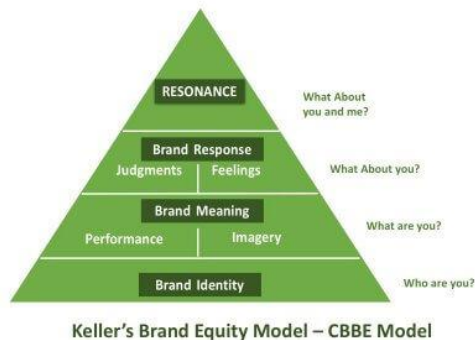 RESONANCE
What About
you and me?
Brand Response
Judgments Feelings
What About you?
Brand Meaning
Performance Imagery
What are you?
Brand Identity
Who are you?
Keller's Brand Equity Model – CBBE Model